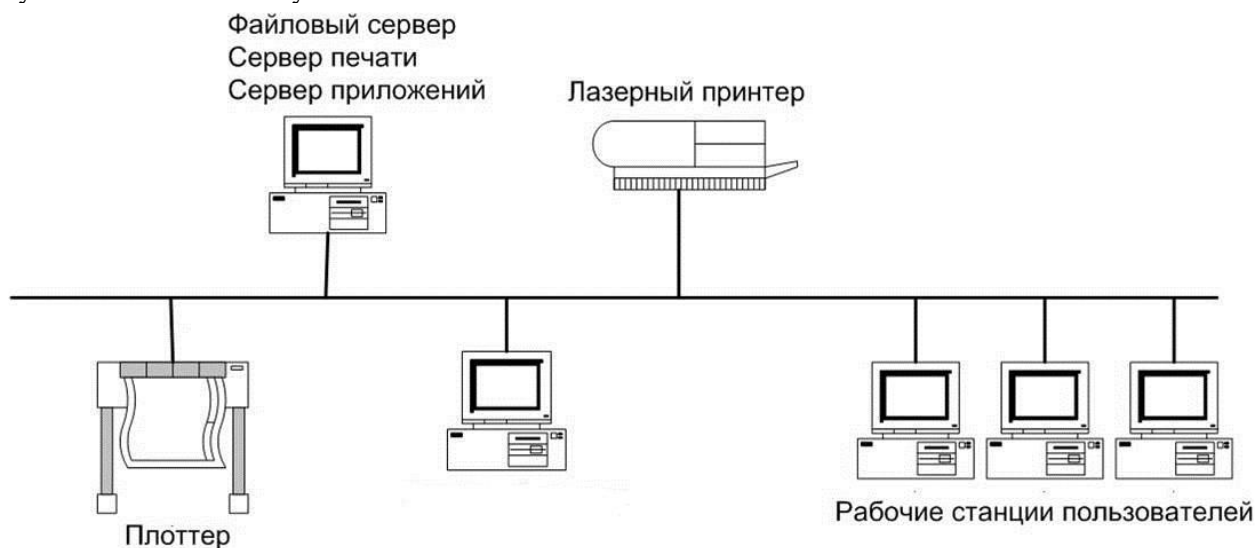 Файловый сервер
Сервер печати
Сервер приложений
Лазерный принтер
Плоттер
Рабочие станции пользователей